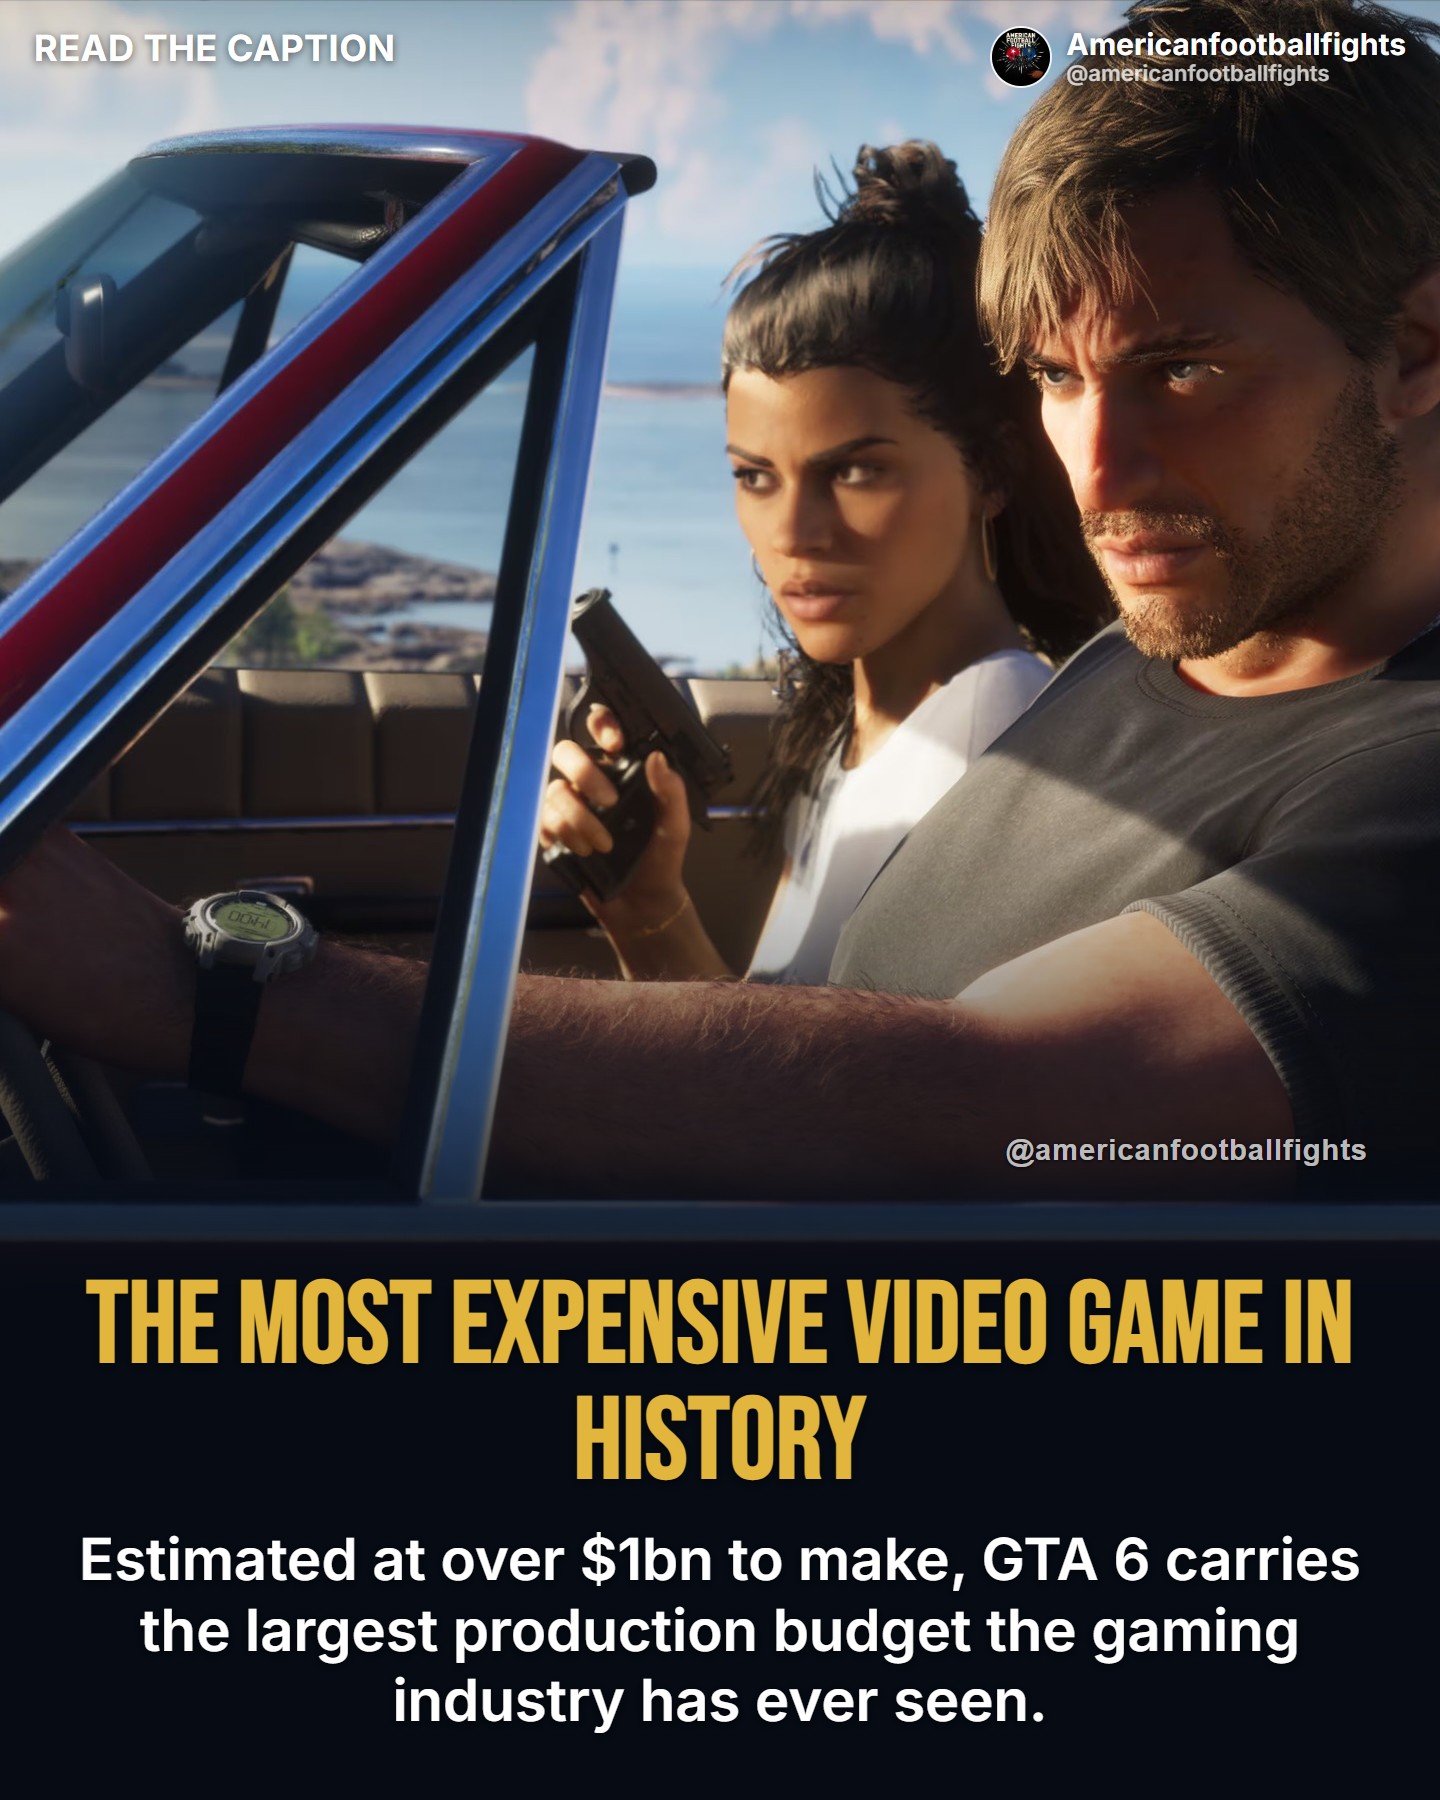 READ THE CAPTION
Americanfootballfights
@americanfootballfights
@americanfootballfights
THE MOST EXPENSIVE VIDEO GAME IN
HISTORY
Estimated at over $1bn to make, GTA 6 carries
the largest production budget the gaming
industry has ever seen.